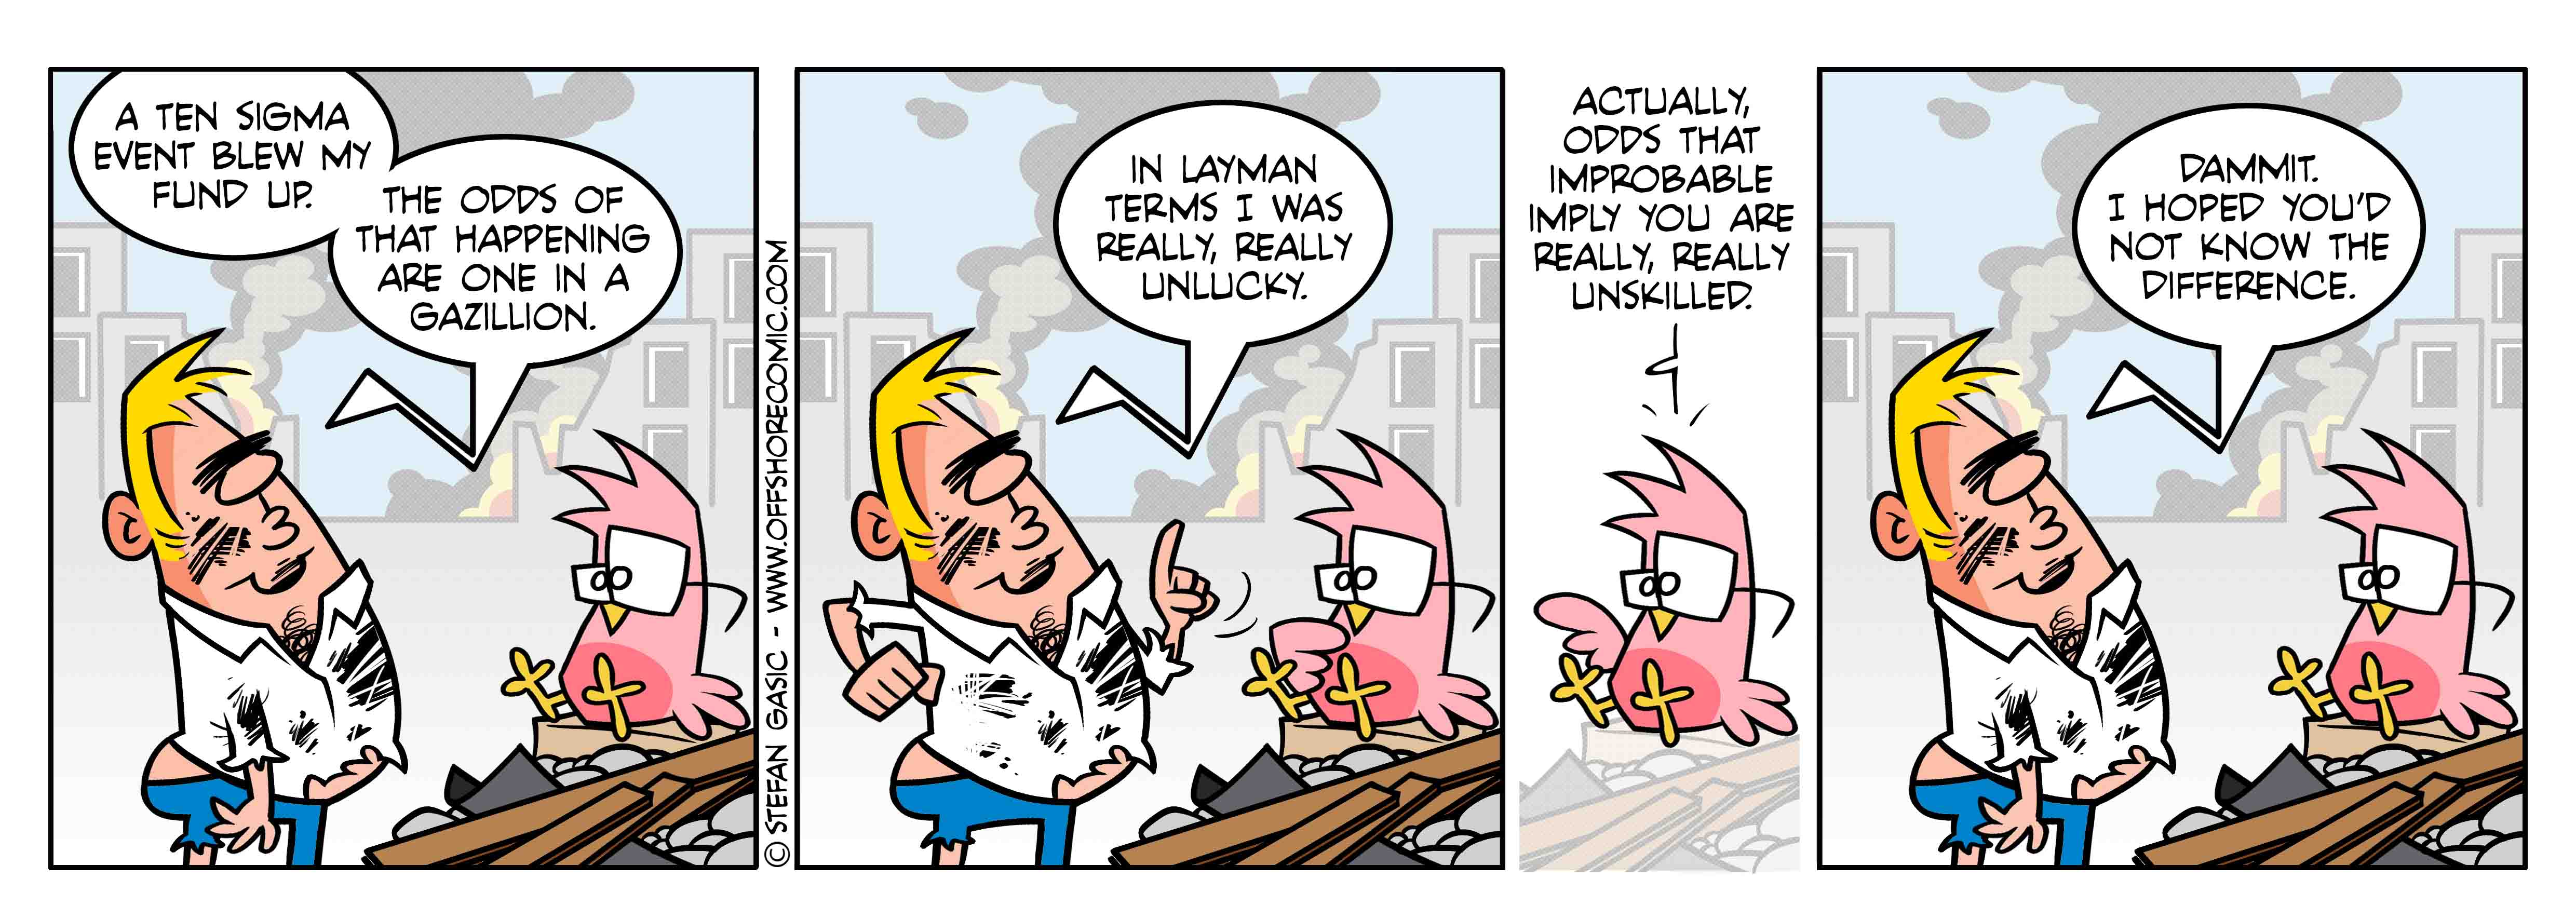 A TEN SIGMA
EVENT BLEW MY
FUND UP.
THE ODDS OF
THAT HAPPENING
ARE ONE IN A
GAZILLION.
© STEFAN GASIC - WWW.OFFSHORECOMIC.COM
IN LAYMAN
TERMS I WAS
REALLY, REALLY
UNLUCKY.
ACTUALLY,
ODDS THAT
IMPROBABLE
IMPLY YOU ARE
REALLY, REALLY
UNSKILLED.
DAMMIT.
I HOPED YOU'D
NOT KNOW THE
DIFFERENCE.